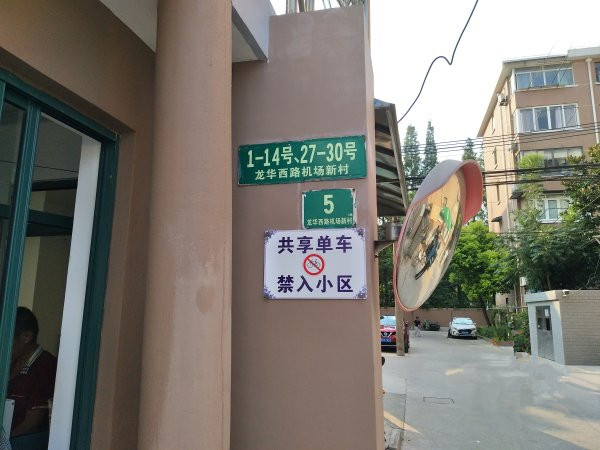 1-14号、27-30号
龙华西路机场新村
5
龙华西路机场新村
共享单车
禁入小区